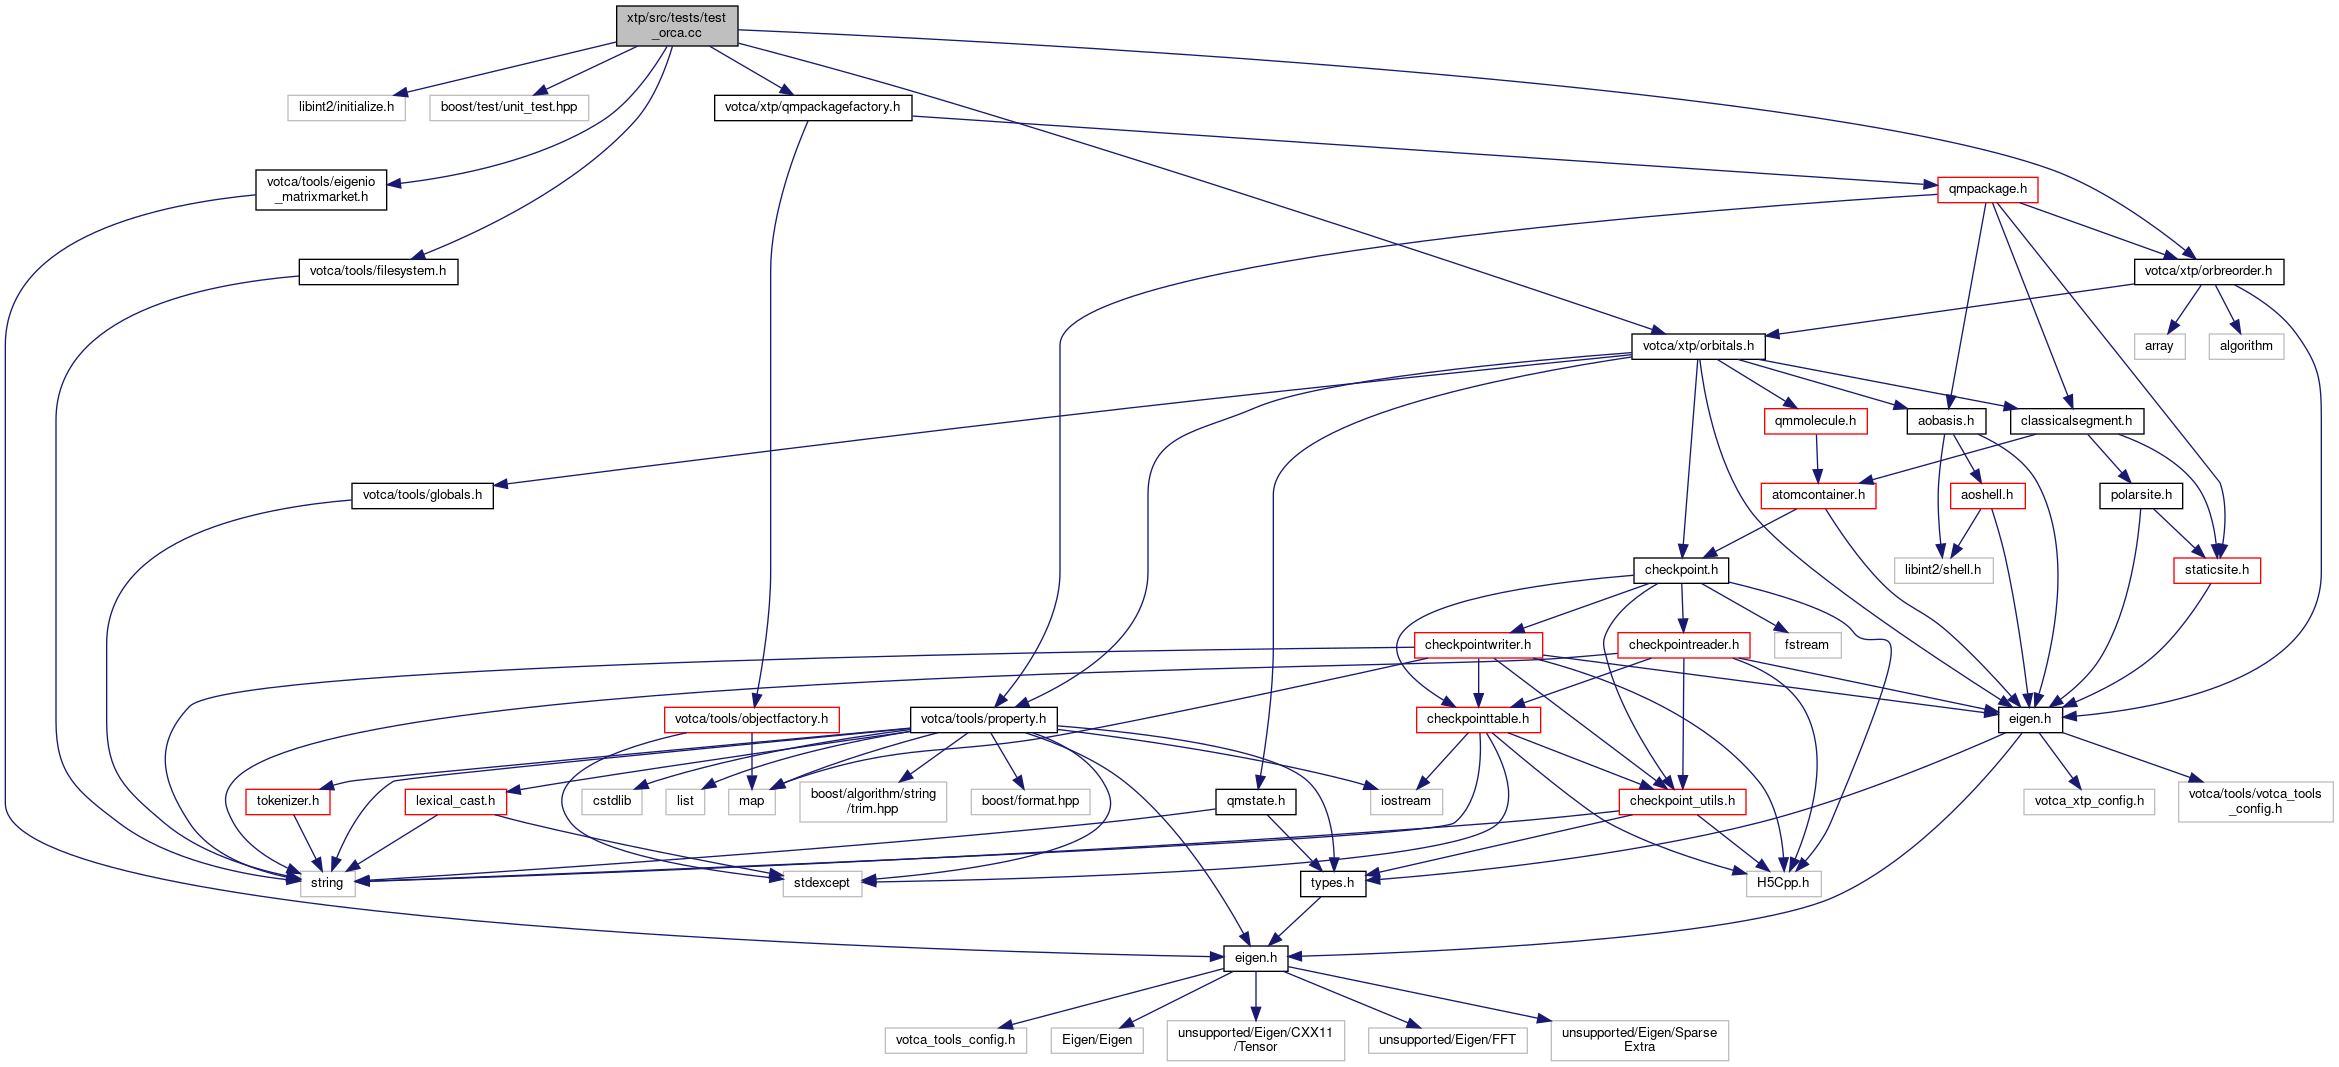 xtp/src/tests/test
_orca.cc
libint2/initialize.h
boost/test/unit_test.hpp
votca/xtp/qmpackagefactory.h
votca/tools/eigenio
_matrixmarket.h
qmpackage.h
votca/tools/filesystem.h
votca/xtp/orbreorder.h
votca/xtp/orbitals.h
array
algorithm
qmmolecule.h
aobasis.h
classicalsegment.h
votca/tools/globals.h
atomcontainer.h
aoshell.h
polarsite.h
checkpoint.h
libint2/shell.h
staticsite.h
checkpointwriter.h
checkpointreader.h
fstream
votca/tools/objectfactory.h
votca/tools/property.h
checkpointtable.h
eigen.h
tokenizer.h
lexical_cast.h
cstdlib
list
map
boost/algorithm/string
/trim.hpp
boost/format.hpp
qmstate.h
iostream
checkpoint_utils.h
votca_xtp_config.h
votca/tools/votca_tools
_config.h
string
stdexcept
types.h
H5Cpp.h
eigen.h
votca_tools_config.h
Eigen/Eigen
unsupported/Eigen/CXX11
/Tensor
unsupported/Eigen/FFT
unsupported/Eigen/Sparse
Extra